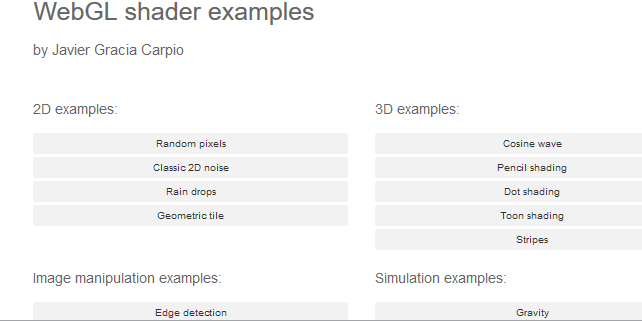 WebGL shader examples
by Javier Gracia Carpio
2D examples:
Random pixels
Classic 2D noise
Rain drops
Geometric tile
3D examples:
Cosine wave
Pencil shading
Dot shading
Toon shading
Stripes
Image manipulation examples:
Edge detection
Simulation examples:
Gravity